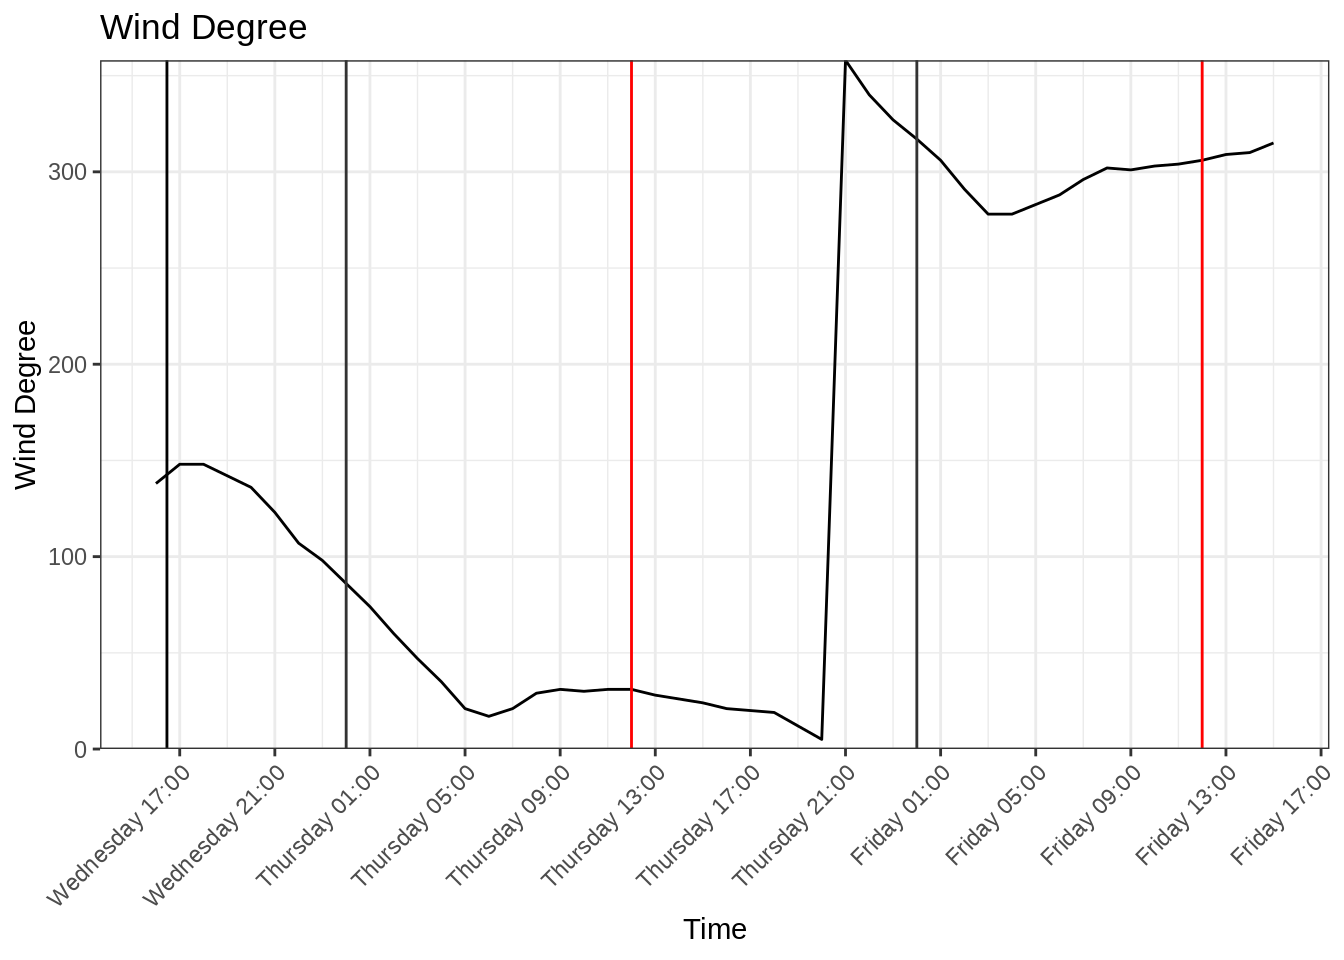 Wind Degree
Wind Degree
300
200
100
0
Wednesday 17:00
Wednesday 21:00
Thursday 01:00
Thursday 05:00
Thursday 09:00
Thursday 13:00
Thursday 17:00
Thursday 21:00
Friday 01:00
Friday 05:00
Friday 09:00
Friday 13:00
Friday 17:00
Time